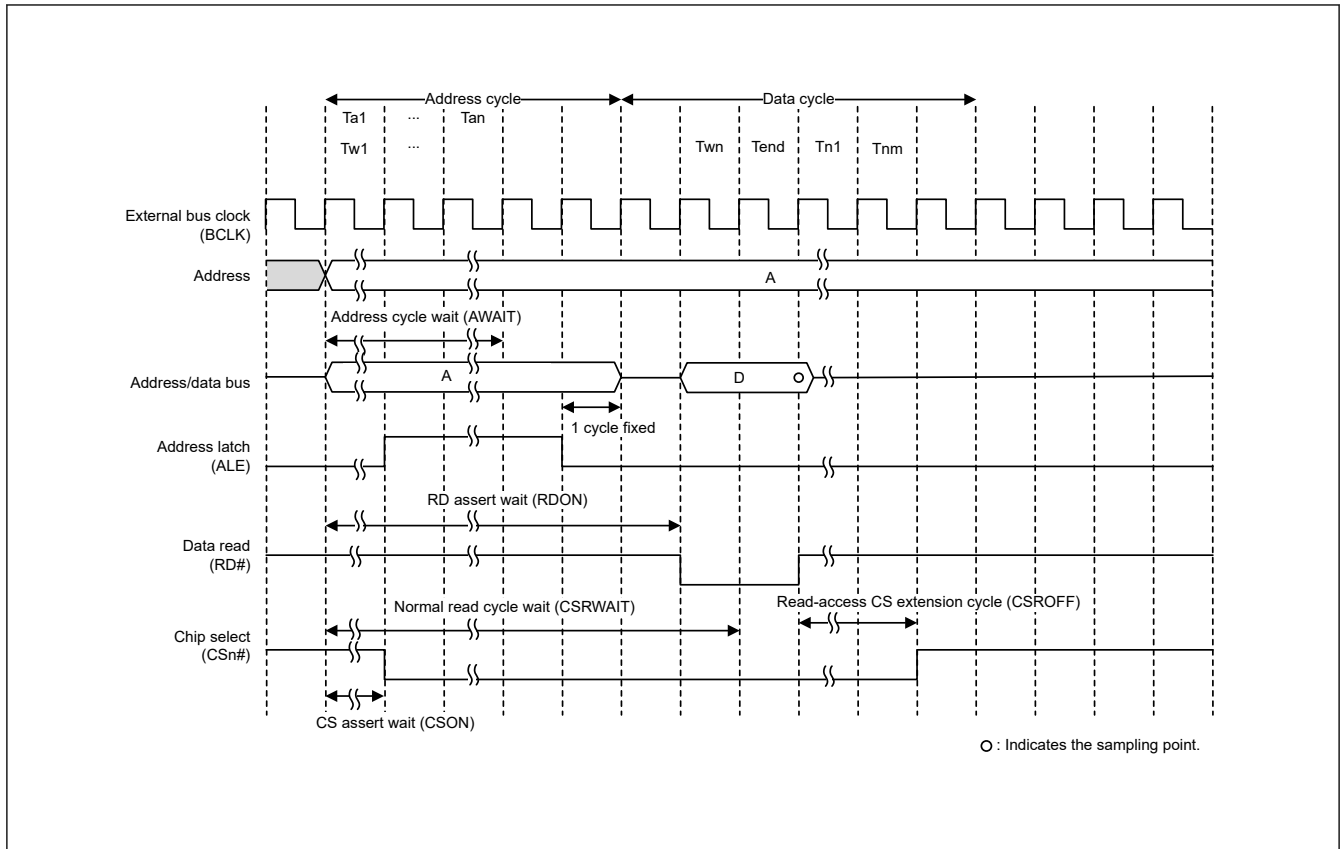 Address cycle Data cycle
Ta1 ... Tan
Tw1 ... Twn Tend Tn1 Tnm
External bus clock
(BCLK)
Address
A
Address cycle wait (AWAIT)
Address/data bus
A
D
1 cycle fixed
Address latch
(ALE)
RD assert wait (RDON)
Data read
(RD#)
Normal read cycle wait (CSRWAIT)
Read-access CS extension cycle (CSROFF)
Chip select
(CSn#)
CS assert wait (CSON)
: Indicates the sampling point.